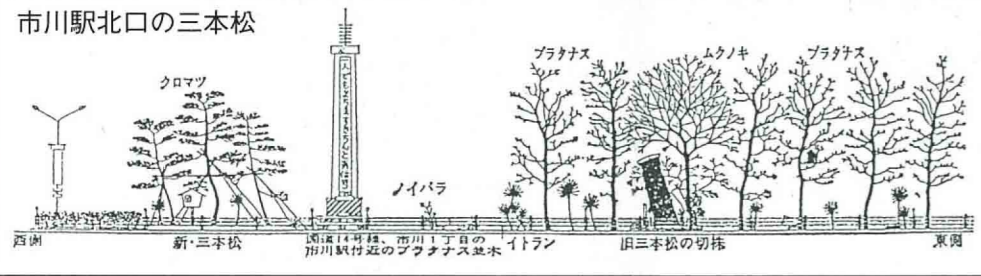 市川駅北口の三本松
プラタナス
ムクノキ
プラタナス
クロマツ
ノイバラ
西側
新・三本松
国道14号線、市川1丁目の
市川駅付近のプラタナス並木
イトラン
旧三本松の切株
東側